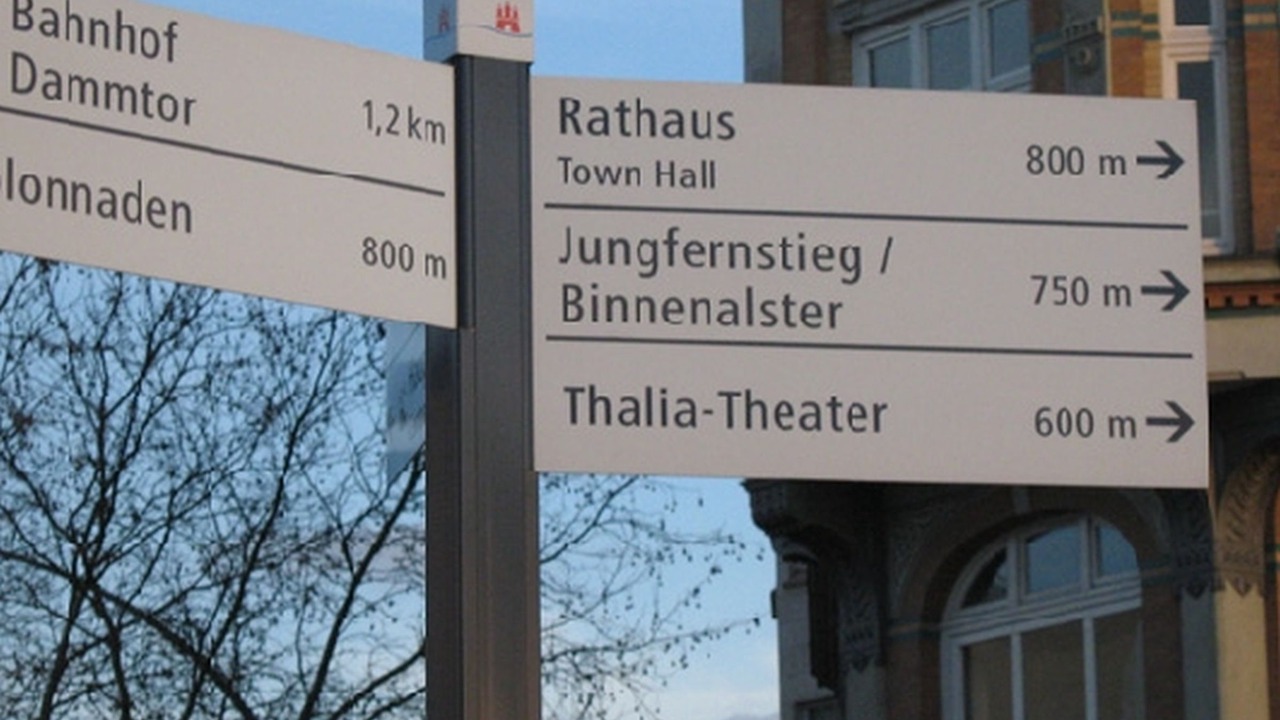 Bahnhof
Dammtor 1,2 km
lonnaden
800 m
Rathaus
Town Hall 800 m
Jungfernstieg /
Binnenalster 750 m
Thalia-Theater 600 m